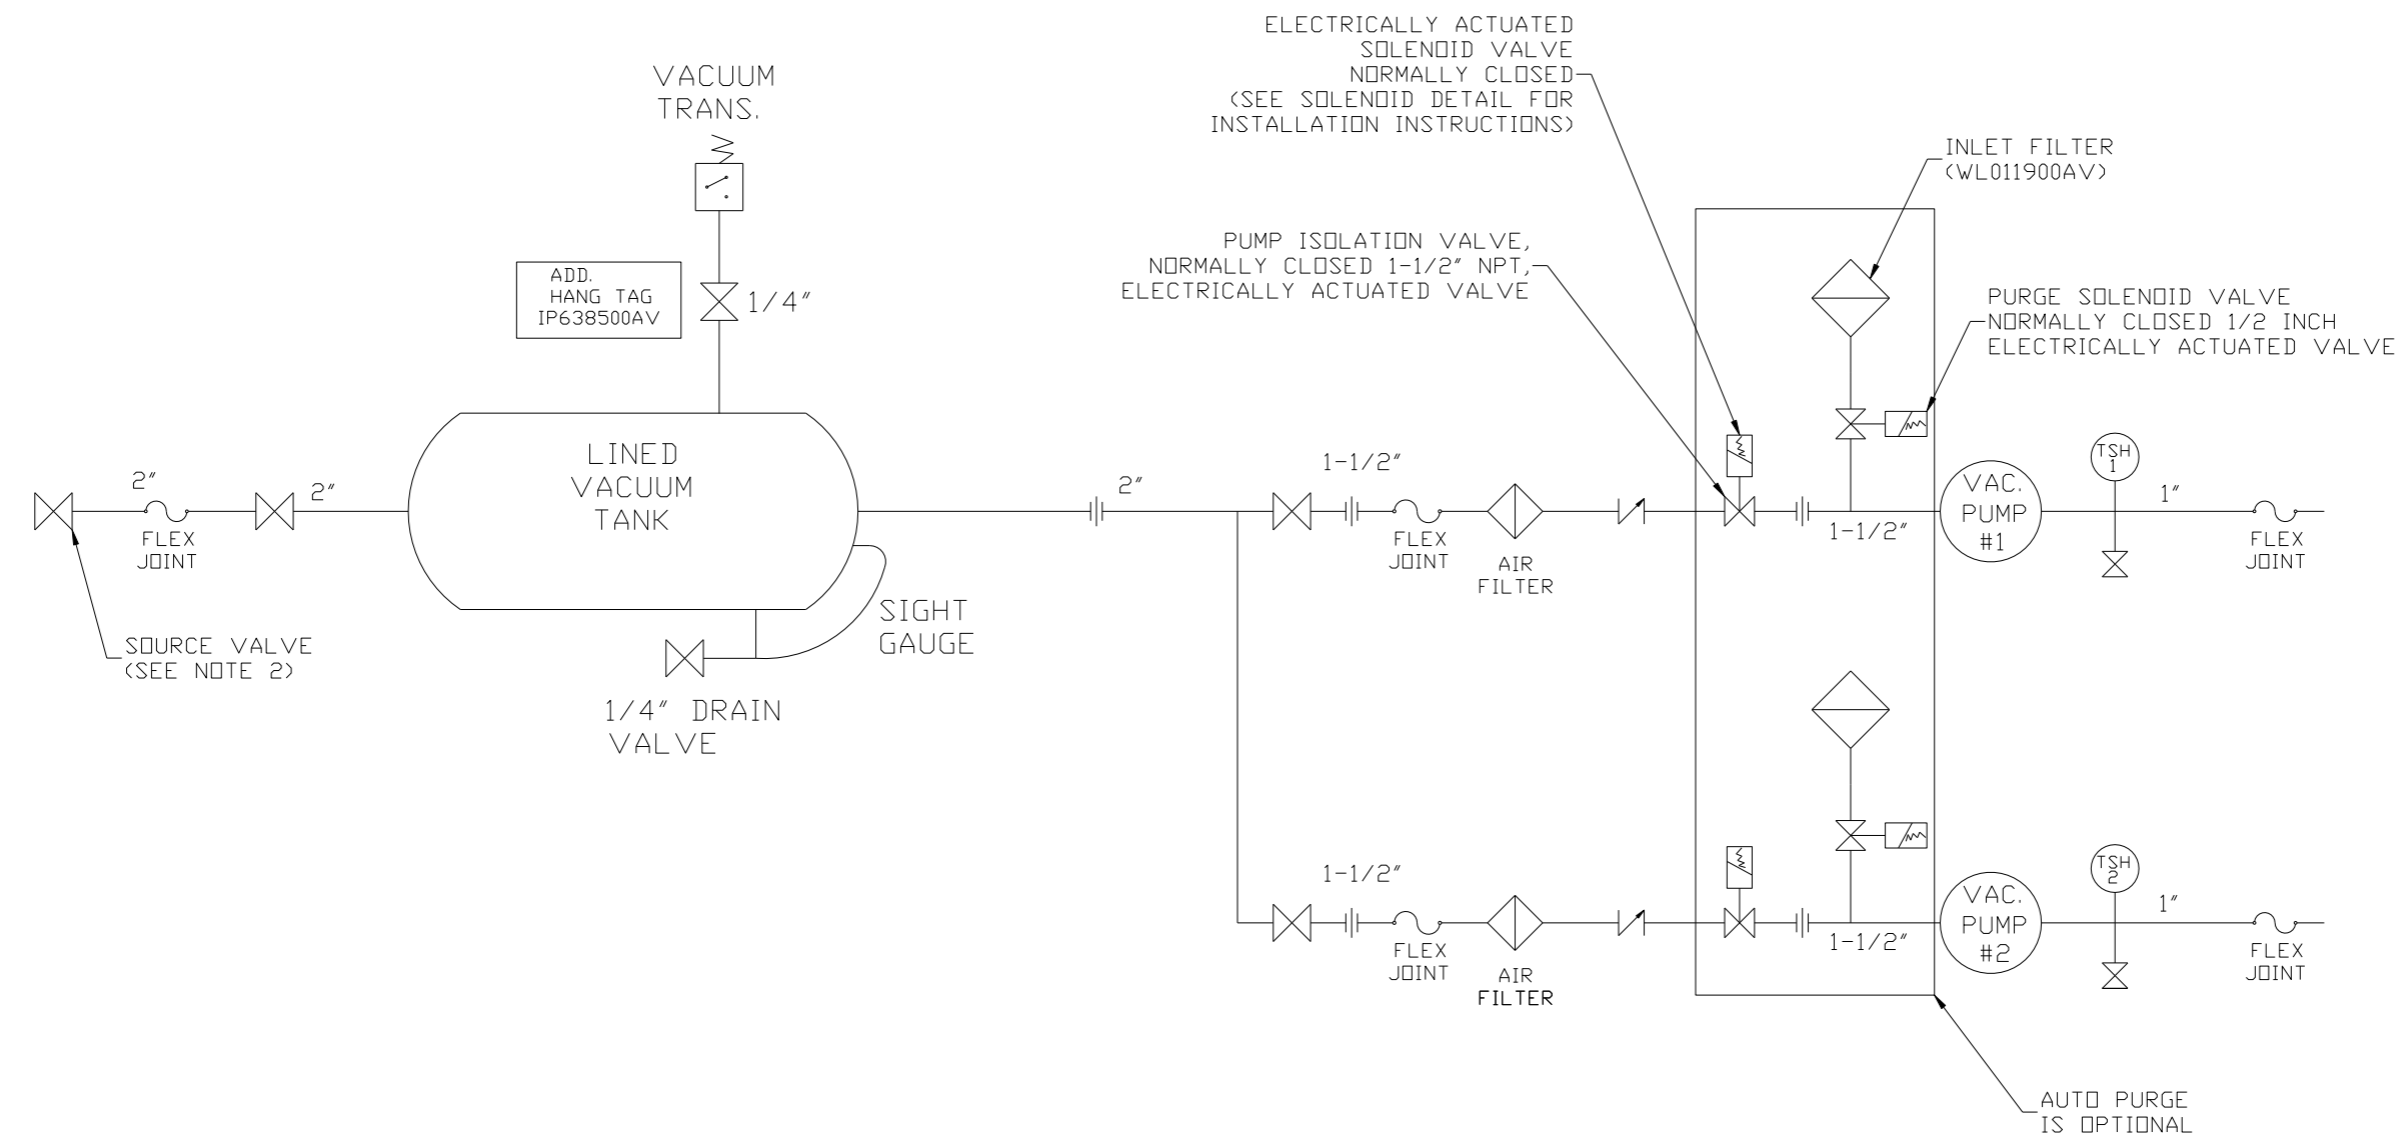 ELECTRICALLY ACTUATED
SOLENOID VALVE
NORMALLY CLOSED
(SEE SOLENOID DETAIL FOR
INSTALLATION INSTRUCTIONS)
VACUUM
TRANS.
INLET FILTER
(WL011900AV)
PUMP ISOLATION VALVE,
NORMALLY CLOSED 1-1/2" NPT,
ELECTRICALLY ACTUATED VALVE
ADD.
HANG TAG
IP638500AV
1/4"
PURGE SOLENOID VALVE
NORMALLY CLOSED 1/2 INCH
ELECTRICALLY ACTUATED VALVE
2"
FLEX
JOINT
2"
LINED
VACUUM
TANK
2"
1-1/2"
FLEX
JOINT
AIR
FILTER
1-1/2"
VAC.
PUMP
#1
TSH
1
1"
FLEX
JOINT
SOURCE VALVE
(SEE NOTE 2)
SIGHT
GAUGE
1/4" DRAIN
VALVE
1-1/2"
FLEX
JOINT
AIR
FILTER
1-1/2"
VAC.
PUMP
#2
TSH
2
1"
FLEX
JOINT
AUTO PURGE
IS OPTIONAL